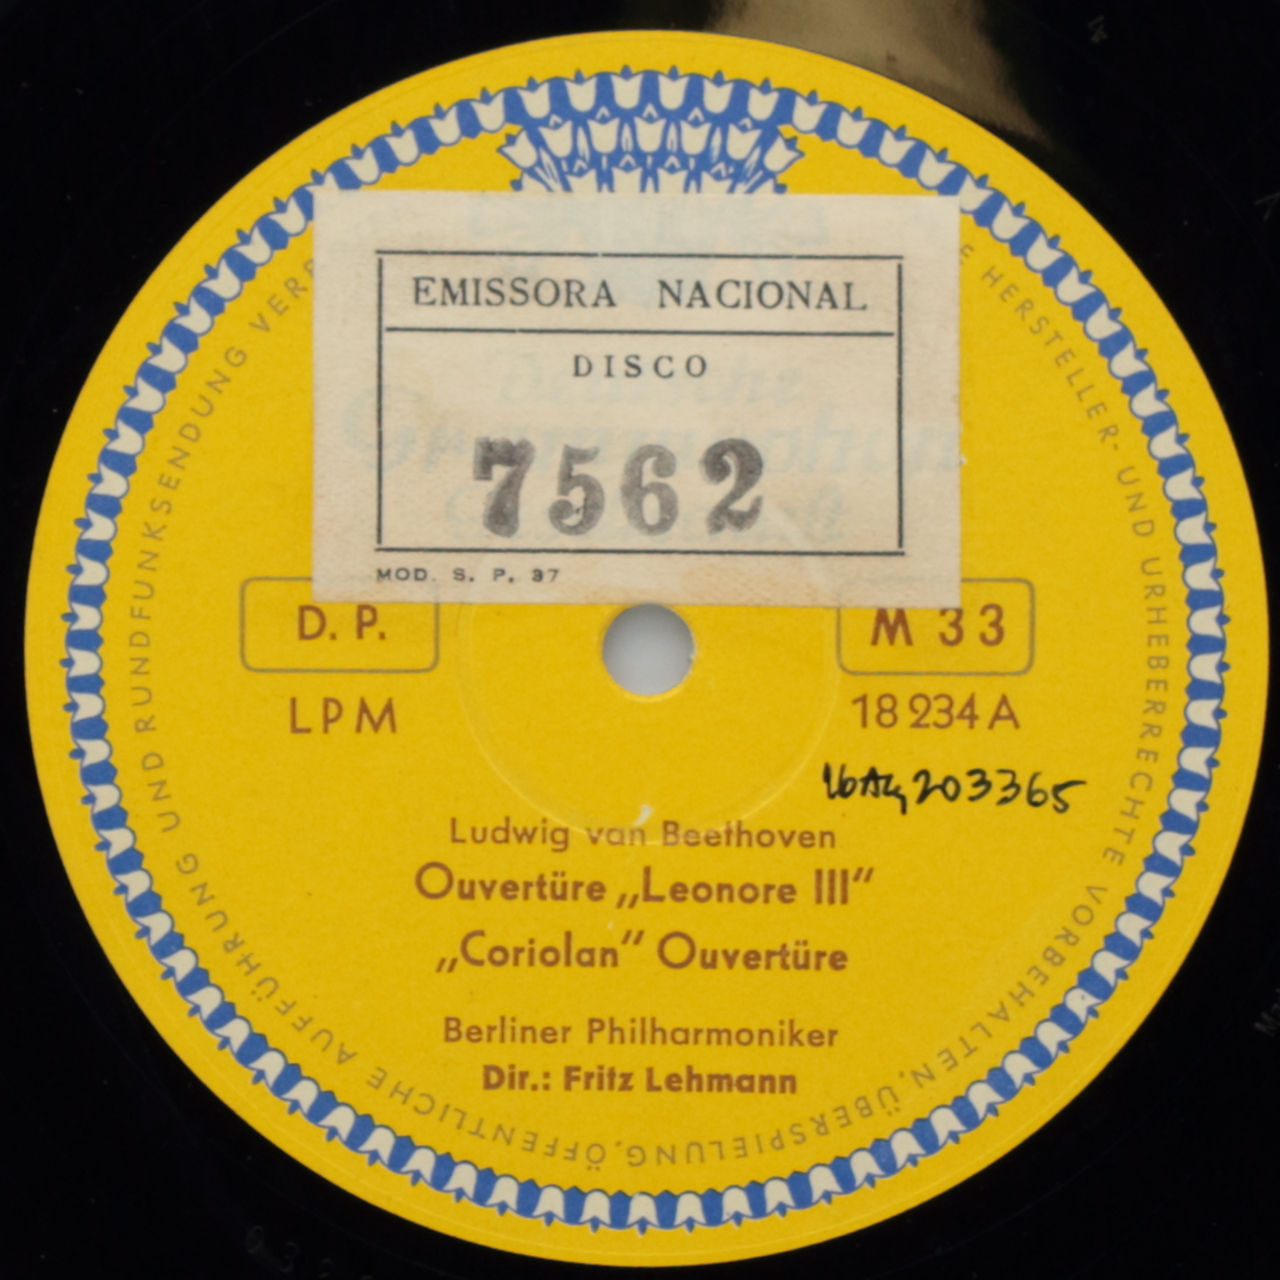 EMISSORA NACIONAL
DISCO
7562
MOD. S. P. 37
D. P.
M 33
LPM
18 234 A
203365
Ludwig van Beethoven
Ouvertüre „Leonore III“
„Coriolan“ Ouvertüre
Berliner Philharmoniker
Dir.: Fritz Lehmann
HERSTELLER- UND URHEBERRECHTE VORBEHALTEN, ÜBERSPIELUNG, ÖFFENTLICHE AUFFÜHRUNG UND RUNDFUNKSENDUNG